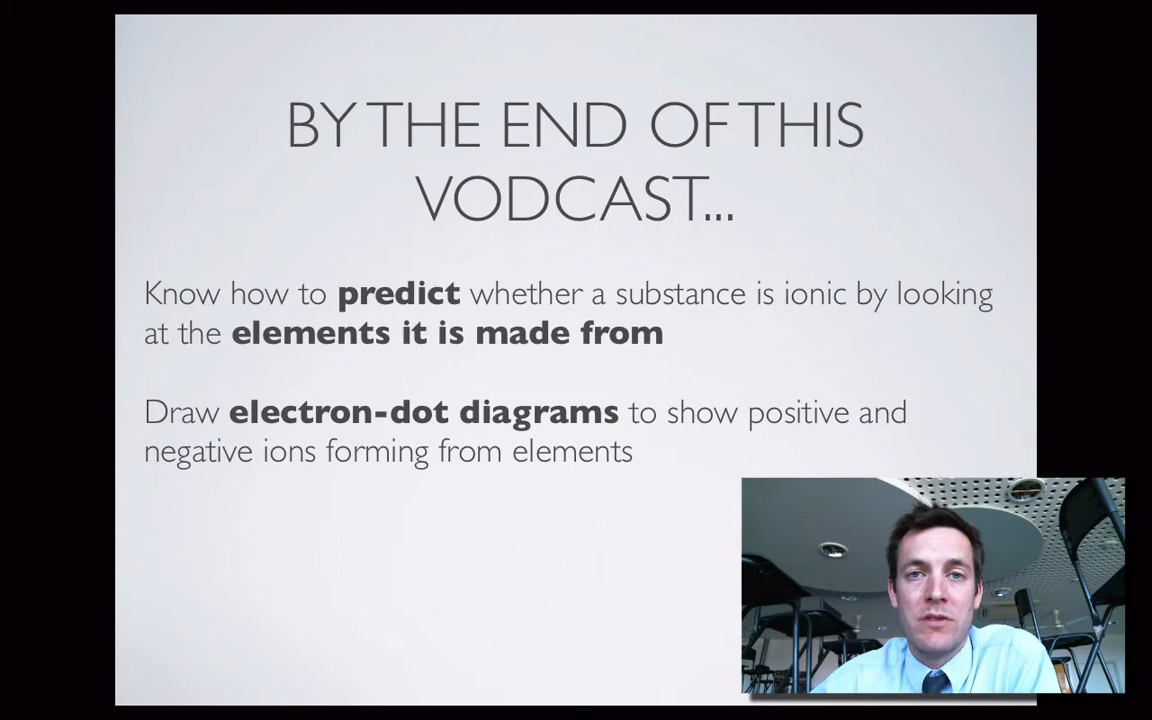 BY THE END OF THIS
VODCAST...
Know how to predict whether a substance is ionic by looking
at the elements it is made from
Draw electron-dot diagrams to show positive and
negative ions forming from elements